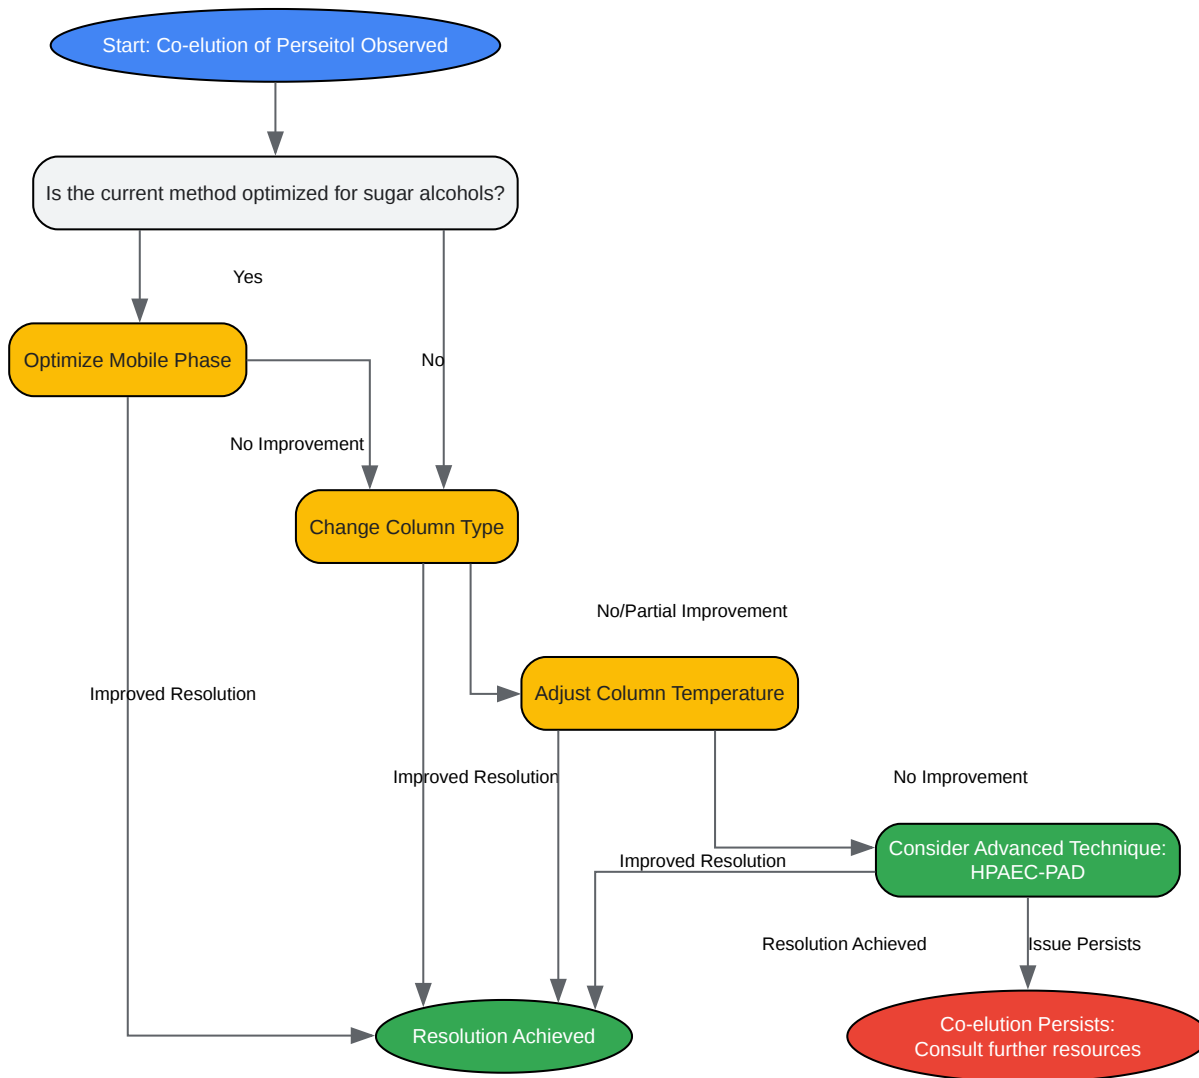 Start: Co-elution of Perseitol Observed
Is the current method optimized for sugar alcohols?
Yes
Optimize Mobile Phase
No
No Improvement
Change Column Type
No/Partial Improvement
Improved Resolution
Adjust Column Temperature
Improved Resolution
No Improvement
Consider Advanced Technique:
HPAEC-PAD
Improved Resolution
Resolution Achieved
Issue Persists
Resolution Achieved
Co-elution Persists:
Consult further resources